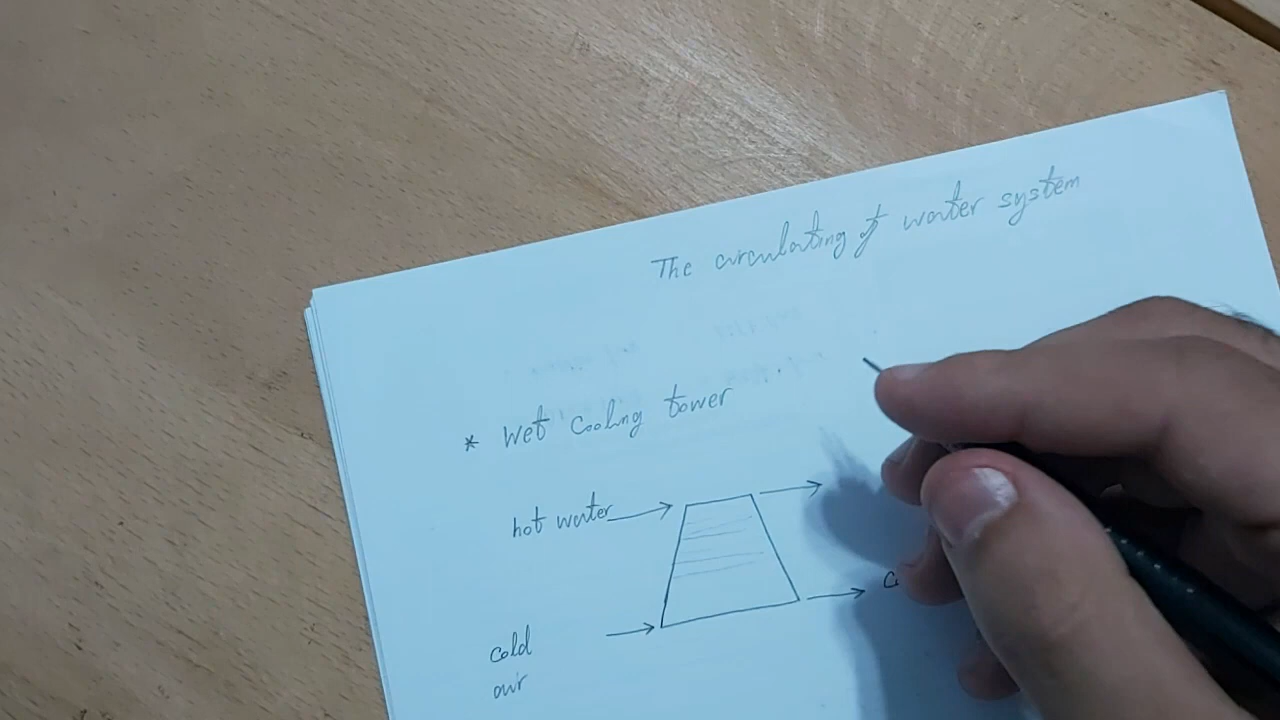 The circulating of water system
* Wet cooling tower
hot water
cold
air